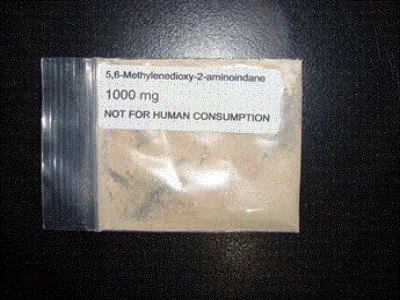 5,6-Methylenedioxy-2-aminoindane
1000 mg
NOT FOR HUMAN CONSUMPTION